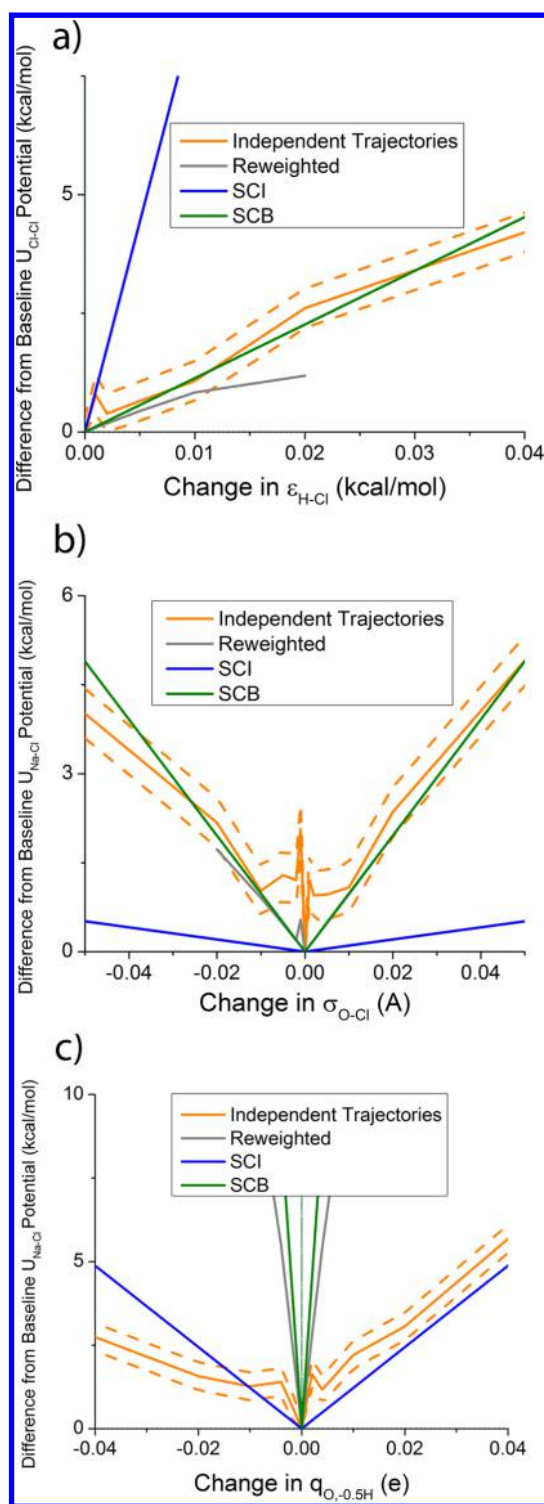 a)
Difference from Baseline U_Cl-Cl Potential (kcal/mol)
5
0
Independent Trajectories
Reweighted
SCI
SCB
0.00 0.01 0.02 0.03 0.04
Change in ε_H-Cl (kcal/mol)
b)
Difference from Baseline U_Na-Cl Potential (kcal/mol)
6
3
0
Independent Trajectories
Reweighted
SCI
SCB
-0.04 -0.02 0.00 0.02 0.04
Change in σ_O-Cl (A)
c)
Difference from Baseline U_Na-Cl Potential (kcal/mol)
10
5
0
Independent Trajectories
Reweighted
SCI
SCB
-0.04 -0.02 0.00 0.02 0.04
Change in q_O,-0.5H (e)